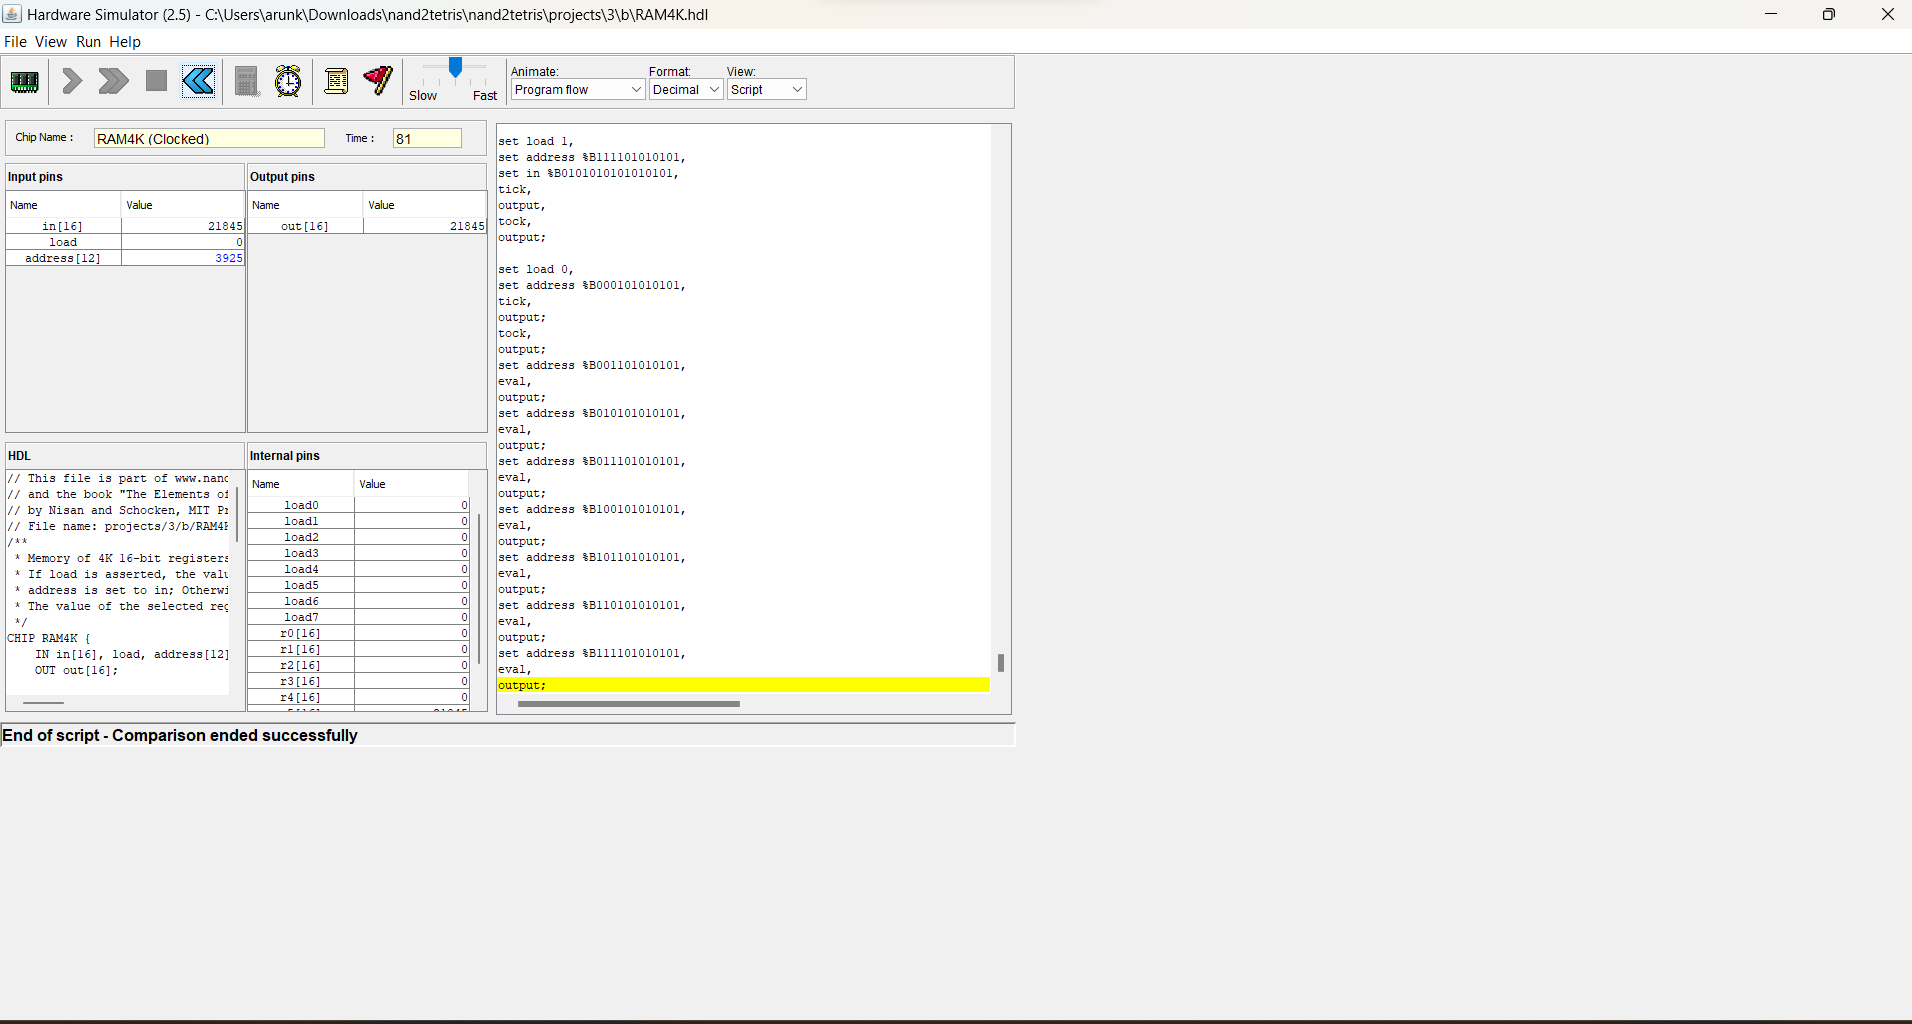 Hardware Simulator (2.5) - C:\Users\arunk\Downloads\nand2tetris\nand2tetris\projects\3\b\RAM4K.hdl
File View Run Help
Slow Fast
Animate:
Program flow
Format:
Decimal
View:
Script
Chip Name :
RAM4K (Clocked)
Time :
81
Input pins
Name Value
in[16] 21845
load 0
address[12] 3925
Output pins
Name Value
out[16] 21845
HDL
// This file is part of www.nanc
// and the book "The Elements of
// by Nisan and Schocken, MIT Pr
// File name: projects/3/b/RAM4K
/**
* Memory of 4K 16-bit registers
* If load is asserted, the valu
* address is set to in; Otherwi
* The value of the selected reg
*/
CHIP RAM4K {
IN in[16], load, address[12]
OUT out[16];
Internal pins
Name Value
load0 0
load1 0
load2 0
load3 0
load4 0
load5 0
load6 0
load7 0
r0[16] 0
r1[16] 0
r2[16] 0
r3[16] 0
r4[16] 0
set load 1,
set address %B111101010101,
set in %B0101010101010101,
tick,
output,
tock,
output;
set load 0,
set address %B000101010101,
tick,
output;
tock,
output;
set address %B001101010101,
eval,
output;
set address %B010101010101,
eval,
output;
set address %B011101010101,
eval,
output;
set address %B100101010101,
eval,
output;
set address %B101101010101,
eval,
output;
set address %B110101010101,
eval,
output;
set address %B111101010101,
eval,
output;
End of script - Comparison ended successfully